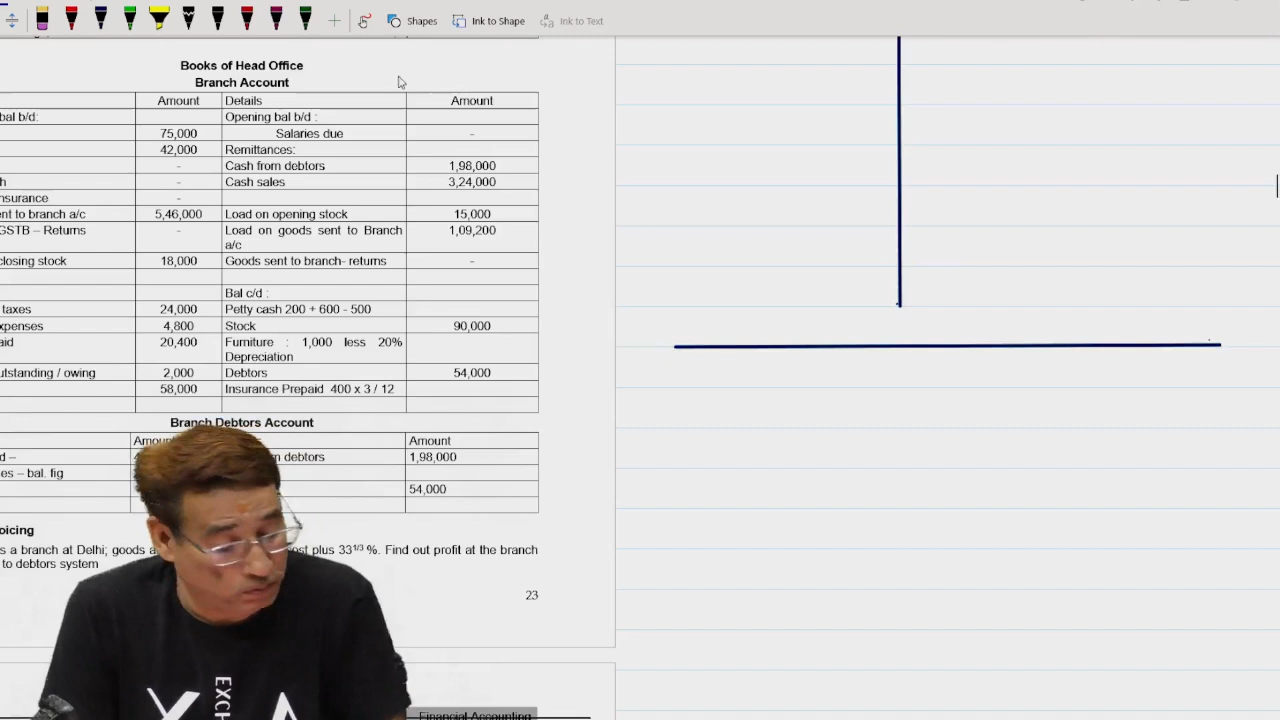 Shapes Ink to Shape Ink to Text
Books of Head Office
Branch Account
Amount Details Amount
bal b/d: Opening bal b/d :
75,000 Salaries due -
42,000 Remittances:
- Cash from debtors 1,98,000
h - Cash sales 3,24,000
nsurance -
ent to branch a/c 5,46,000 Load on opening stock 15,000
GSTB – Returns - Load on goods sent to Branch 1,09,200
a/c
closing stock 18,000 Goods sent to branch- returns -
Bal c/d :
taxes 24,000 Petty cash 200 + 600 - 500
xpenses 4,800 Stock 90,000
aid 20,400 Furniture : 1,000 less 20%
Depreciation
utstanding / owing 2,000 Debtors 54,000
58,000 Insurance Prepaid 400 x 3 / 12
Branch Debtors Account
Amount
d – debtors 1,98,000
es – bal. fig
54,000
oicing
s a branch at Delhi; goods plus 33 1/3 %. Find out profit at the branch
to debtors system
23
EXCH
Financial Accounting